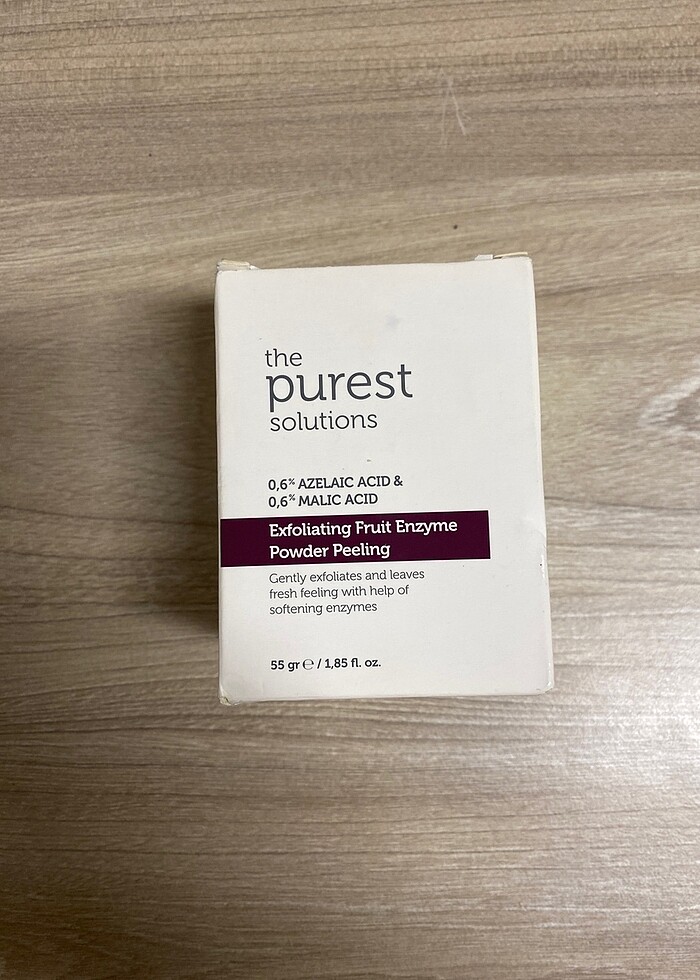 the
purest
solutions
0,6% AZELAIC ACID &
0,6% MALIC ACID
Exfoliating Fruit Enzyme
Powder Peeling
Gently exfoliates and leaves
fresh feeling with help of
softening enzymes
55 gr ℮ / 1,85 fl. oz.